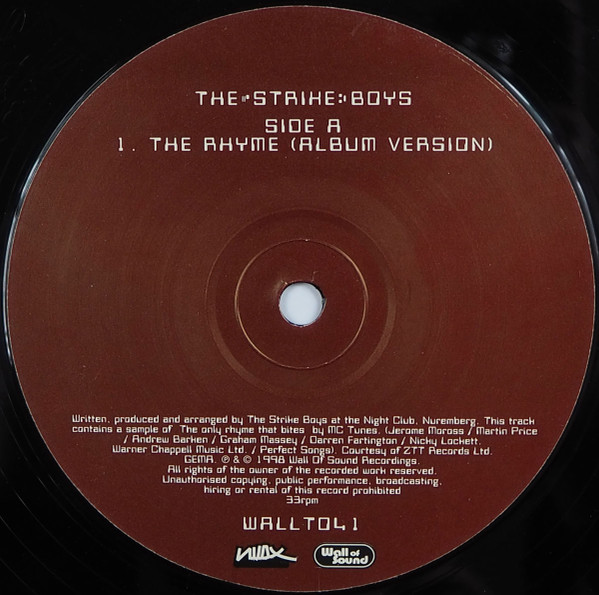 THE STRIKE BOYS
SIDE A
1. THE RHYME (ALBUM VERSION)
Written, produced and arranged by The Strike Boys at the Night Club, Nuremberg. This track
contains a sample of The only rhyme that bites by MC Tunes. (Jerome Moross / Martin Price
/ Andrew Barken / Graham Massey / Darren Fartington / Nicky Lockett.
Warner Chappell Music Ltd. / Perfect Songs). Courtesy of ZTT Records Ltd.
GEMA. ℗ & © 1998 Wall Of Sound Recordings.
All rights of the owner of the recorded work reserved.
Unauthorised copying, public performance, broadcasting,
hiring or rental of this record prohibited
33rpm
WALLT041
Wall of
Sound